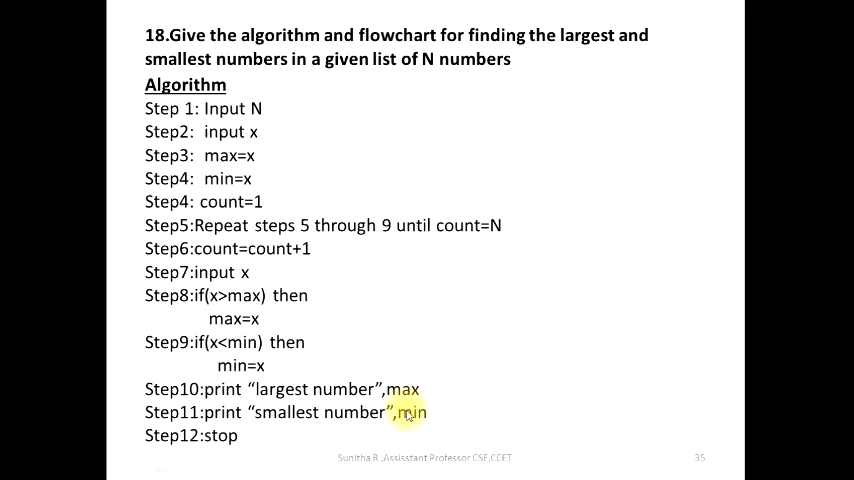 18.Give the algorithm and flowchart for finding the largest and
smallest numbers in a given list of N numbers
Algorithm
Step 1: Input N
Step2: input x
Step3: max=x
Step4: min=x
Step4: count=1
Step5:Repeat steps 5 through 9 until count=N
Step6:count=count+1
Step7:input x
Step8:if(x>max) then
max=x
Step9:if(x<min) then
min=x
Step10:print “largest number”,max
Step11:print “smallest number”,min
Step12:stop
Sunitha R ,Assisstant Professor CSE,CCET
35